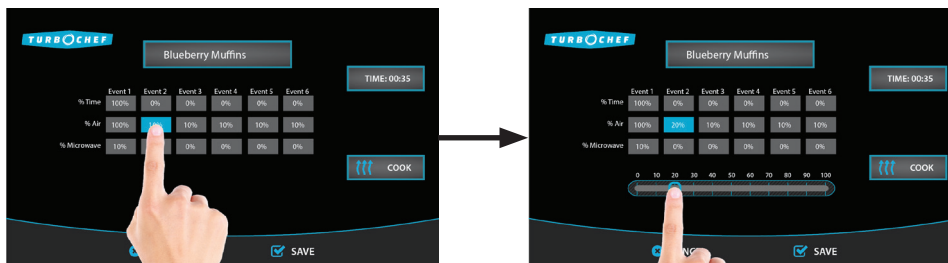 TURBOCHEF
Blueberry Muffins
TIME: 00:35
Event 1 Event 2 Event 3 Event 4 Event 5 Event 6
% Time 100% 0% 0% 0% 0% 0%
% Air 100% 10% 10% 10% 10%
% Microwave 10% 0% 0% 0% 0%
COOK
SAVE
TURBOCHEF
Blueberry Muffins
TIME: 00:35
Event 1 Event 2 Event 3 Event 4 Event 5 Event 6
% Time 100% 0% 0% 0% 0% 0%
% Air 100% 20% 10% 10% 10% 10%
% Microwave 10% 0% 0% 0% 0% 0%
COOK
0 10 20 30 40 50 60 70 80 90 100
SAVE